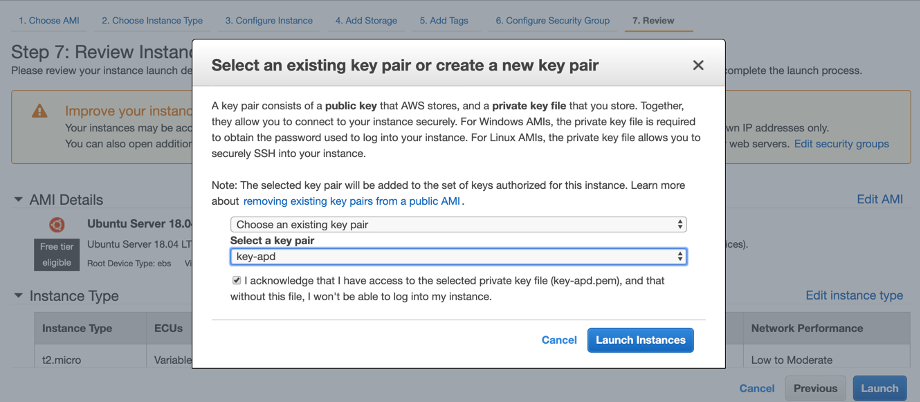 1. Choose AMI
2. Choose Instance Type
3. Configure Instance
4. Add Storage
5. Add Tags
6. Configure Security Group
7. Review
Step 7: Review Instanc
Please review your instance launch de
complete the launch process.
Select an existing key pair or create a new key pair
A key pair consists of a public key that AWS stores, and a private key file that you store. Together,
they allow you to connect to your instance securely. For Windows AMIs, the private key file is required
to obtain the password used to log into your instance. For Linux AMIs, the private key file allows you to
securely SSH into your instance.
Note: The selected key pair will be added to the set of keys authorized for this instance. Learn more
about removing existing key pairs from a public AMI .
Choose an existing key pair
Select a key pair
key-apd
I acknowledge that I have access to the selected private key file (key-apd.pem), and that
without this file, I won't be able to log into my instance.
Cancel
Launch Instances
Improve your instanc
Your instances may be acc
wn IP addresses only.
You can also open addition
web servers. Edit security groups
AMI Details
Edit AMI
Ubuntu Server 18.0
Free tier
eligible
Ubuntu Server 18.04 LT
ices).
Root Device Type: ebs Vi
Instance Type
Edit instance type
Instance Type
ECUs
Network Performance
t2.micro
Variable
Low to Moderate
Cancel
Previous
Launch